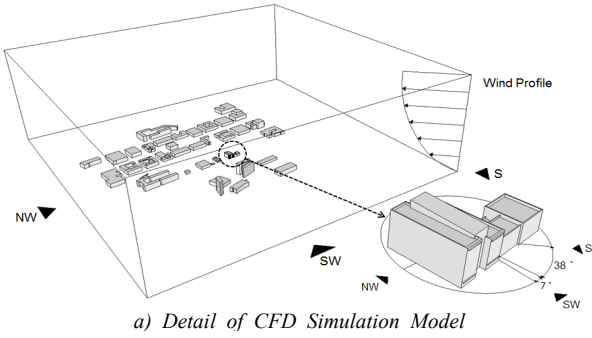 Wind Profile
S
NW
SW
S
38 °
7 °
NW
SW
a) Detail of CFD Simulation Model